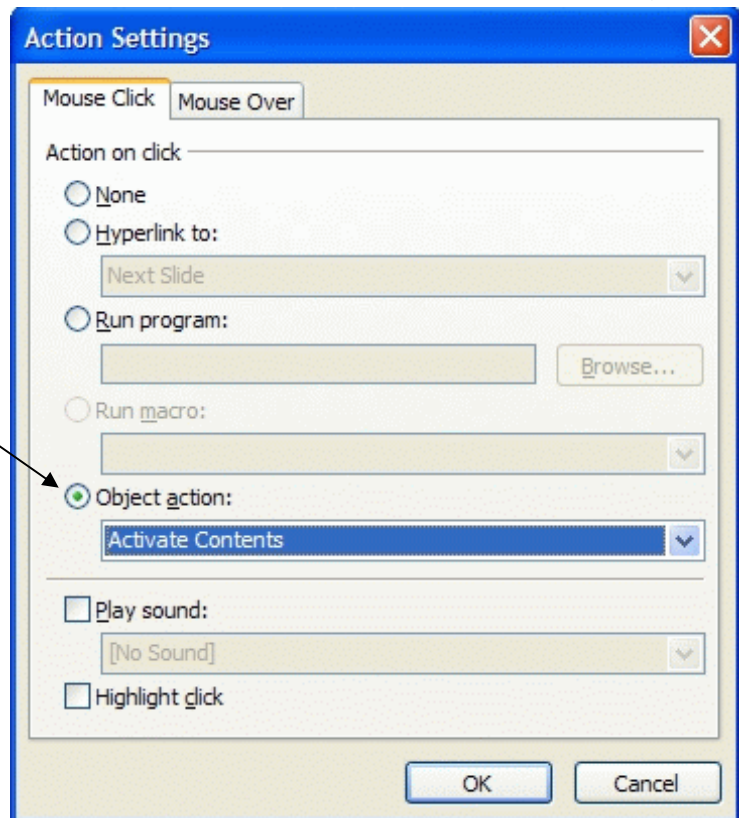 Action Settings
Mouse Click Mouse Over
Action on click
None
Hyperlink to:
Next Slide
Run program:
Browse...
Run macro:
Object action:
Activate Contents
Play sound:
[No Sound]
Highlight click
OK Cancel